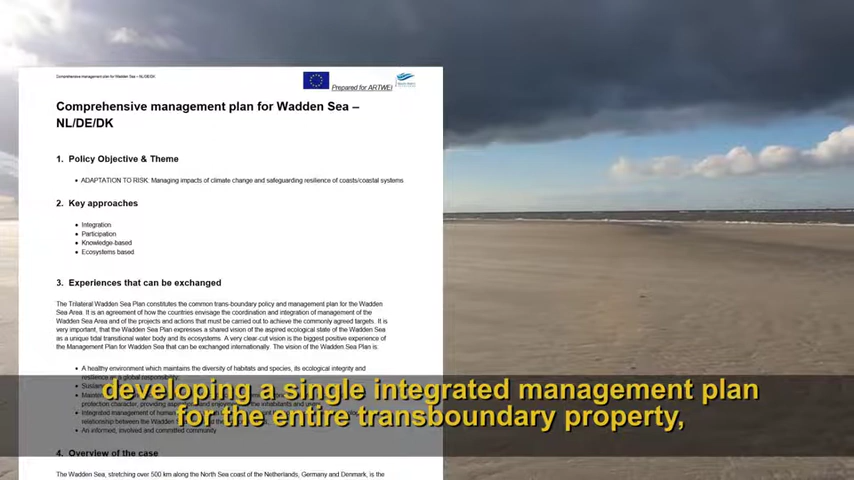 Comprehensive management plan for Wadden Sea – NL/DE/DK
Prepared for ARTWEI
Comprehensive management plan for Wadden Sea –
NL/DE/DK
1. Policy Objective & Theme
• ADAPTATION TO RISK: Managing impacts of climate change and safeguarding resilience of coasts/coastal systems
2. Key approaches
• Integration
• Participation
• Knowledge-based
• Ecosystems based
3. Experiences that can be exchanged
The Trilateral Wadden Sea Plan constitutes the common trans-boundary policy and management plan for the Wadden
Sea Area. It is an agreement of how the countries envisage the coordination and integration of management of the
Wadden Sea Area and of the projects and actions that must be carried out to achieve the commonly agreed targets. It is
very important, that the Wadden Sea Plan expresses a shared vision of the aspired ecological state of the Wadden Sea
as a unique tidal transitional water body and its ecosystems. A very clear-cut vision is the biggest positive experience of
the Management Plan for Wadden Sea that can be exchanged internationally. The vision of the Wadden Sea Plan is:
• A healthy environment which maintains the diversity of habitats and species, its ecological integrity and
developing a single integrated management plan
for the entire transboundary property,
• An informed, involved and committed community
4. Overview of the case
The Wadden Sea, stretching over 500 km along the North Sea coast of the Netherlands, Germany and Denmark, is the